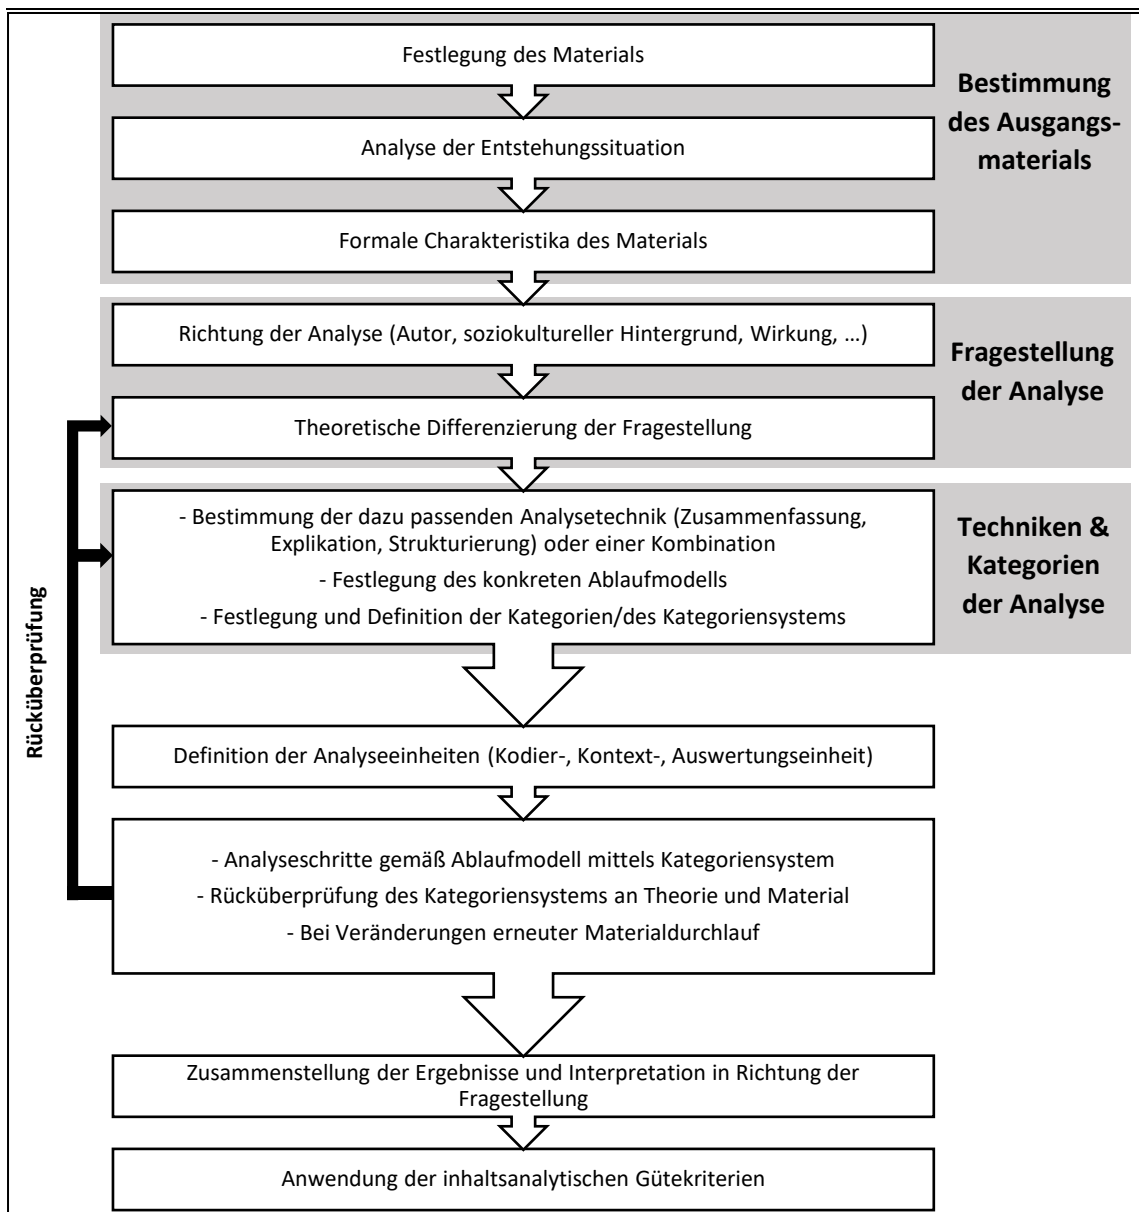 Festlegung des Materials
Analyse der Entstehungssituation
Formale Charakteristika des Materials
Bestimmung
des Ausgangs-
materials
Richtung der Analyse (Autor, soziokultureller Hintergrund, Wirkung, …)
Theoretische Differenzierung der Fragestellung
Fragestellung
der Analyse
- Bestimmung der dazu passenden Analysetechnik (Zusammenfassung,
Explikation, Strukturierung) oder einer Kombination
- Festlegung des konkreten Ablaufmodells
- Festlegung und Definition der Kategorien/des Kategoriensystems
Techniken &
Kategorien
der Analyse
Rücküberprüfung
Definition der Analyseeinheiten (Kodier-, Kontext-, Auswertungseinheit)
- Analyseschritte gemäß Ablaufmodell mittels Kategoriensystem
- Rücküberprüfung des Kategoriensystems an Theorie und Material
- Bei Veränderungen erneuter Materialdurchlauf
Zusammenstellung der Ergebnisse und Interpretation in Richtung der
Fragestellung
Anwendung der inhaltsanalytischen Gütekriterien